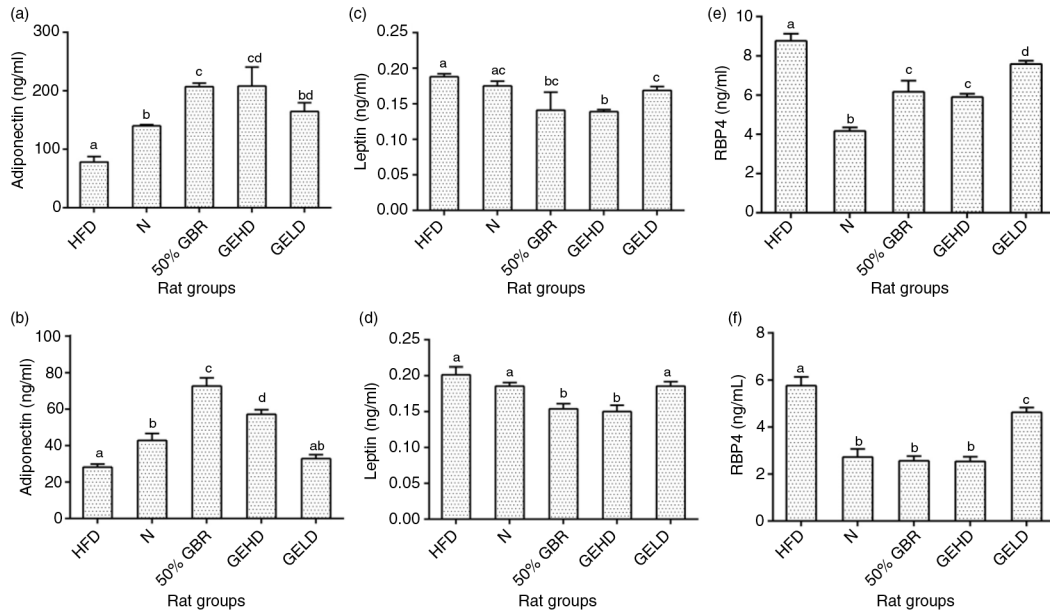 (a)
Adiponectin (ng/ml)
300
200
100
0
a
b
c
cd
bd
HFD
N
50% GBR
GEHD
GELD
Rat groups
(c)
Leptin (ng/ml)
0.25
0.20
0.15
0.10
0.05
0.00
a
ac
bc
b
c
HFD
N
50% GBR
GEHD
GELD
Rat groups
(e)
RBP4 (ng/ml)
10
8
6
4
2
0
a
b
c
c
d
HFD
N
50% GBR
GEHD
GELD
Rat groups
(b)
Adiponectin (ng/ml)
100
80
60
40
20
0
a
b
c
d
ab
HFD
N
50% GBR
GEHD
GELD
Rat groups
(d)
Leptin (ng/ml)
0.25
0.20
0.15
0.10
0.05
0.00
a
a
b
b
a
HFD
N
50% GBR
GEHD
GELD
Rat groups
(f)
RBP4 (ng/mL)
8
6
4
2
0
a
b
b
b
c
HFD
N
50% GBR
GEHD
GELD
Rat groups